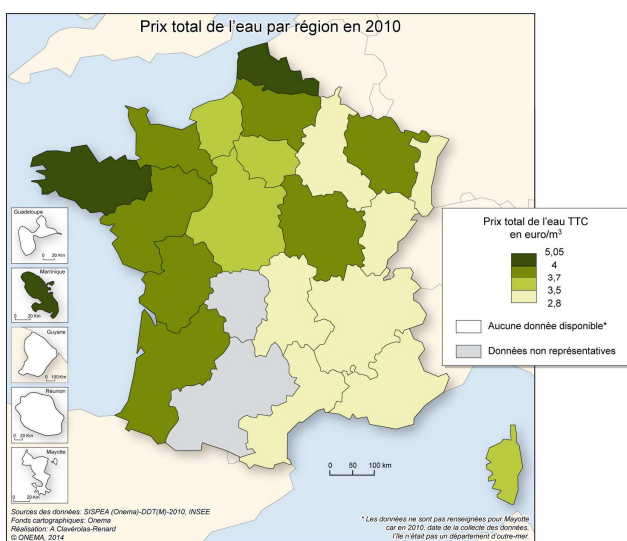 Prix total de l'eau par région en 2010
Guadeloupe
0 20 Km
Martinique
0 20 Km
Guyane
0 100 Km
Réunion
0 20 Km
Mayotte
0 20 Km
Prix total de l'eau TTC
en euro/m³
5,05
4
3,7
3,5
2,8
Aucune donnée disponible*
Données non représentatives
0 50 100 km
Sources des données: SISPEA (Onema)-DDT(M)-2010, INSEE
Fonds cartographiques: Onema
Réalisation: A.Clavérolas-Renard
© ONEMA, 2014
* Les données ne sont pas renseignées pour Mayotte
car en 2010, date de la collecte des données,
l'île n'était pas un département d'outre-mer.